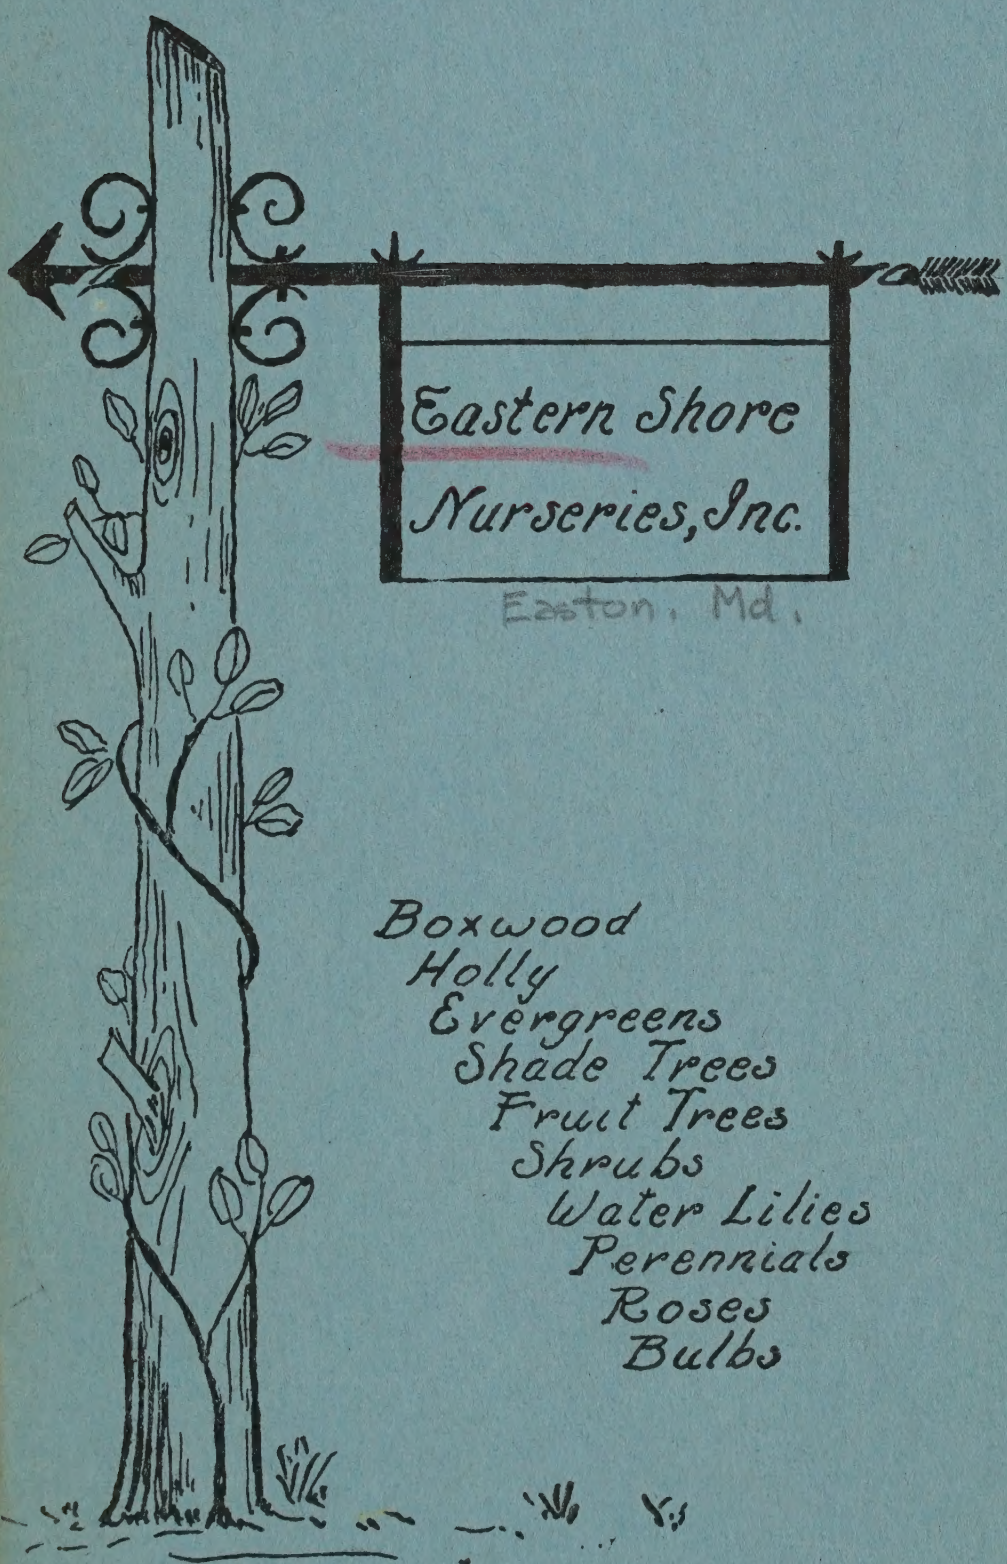 Eastern Shore
Nurseries, Inc.
Easton, Md.
Boxwood
Holly
Evergreens
Shade Trees
Fruit Trees
Shrubs
Water Lilies
Perennials
Roses
Bulbs